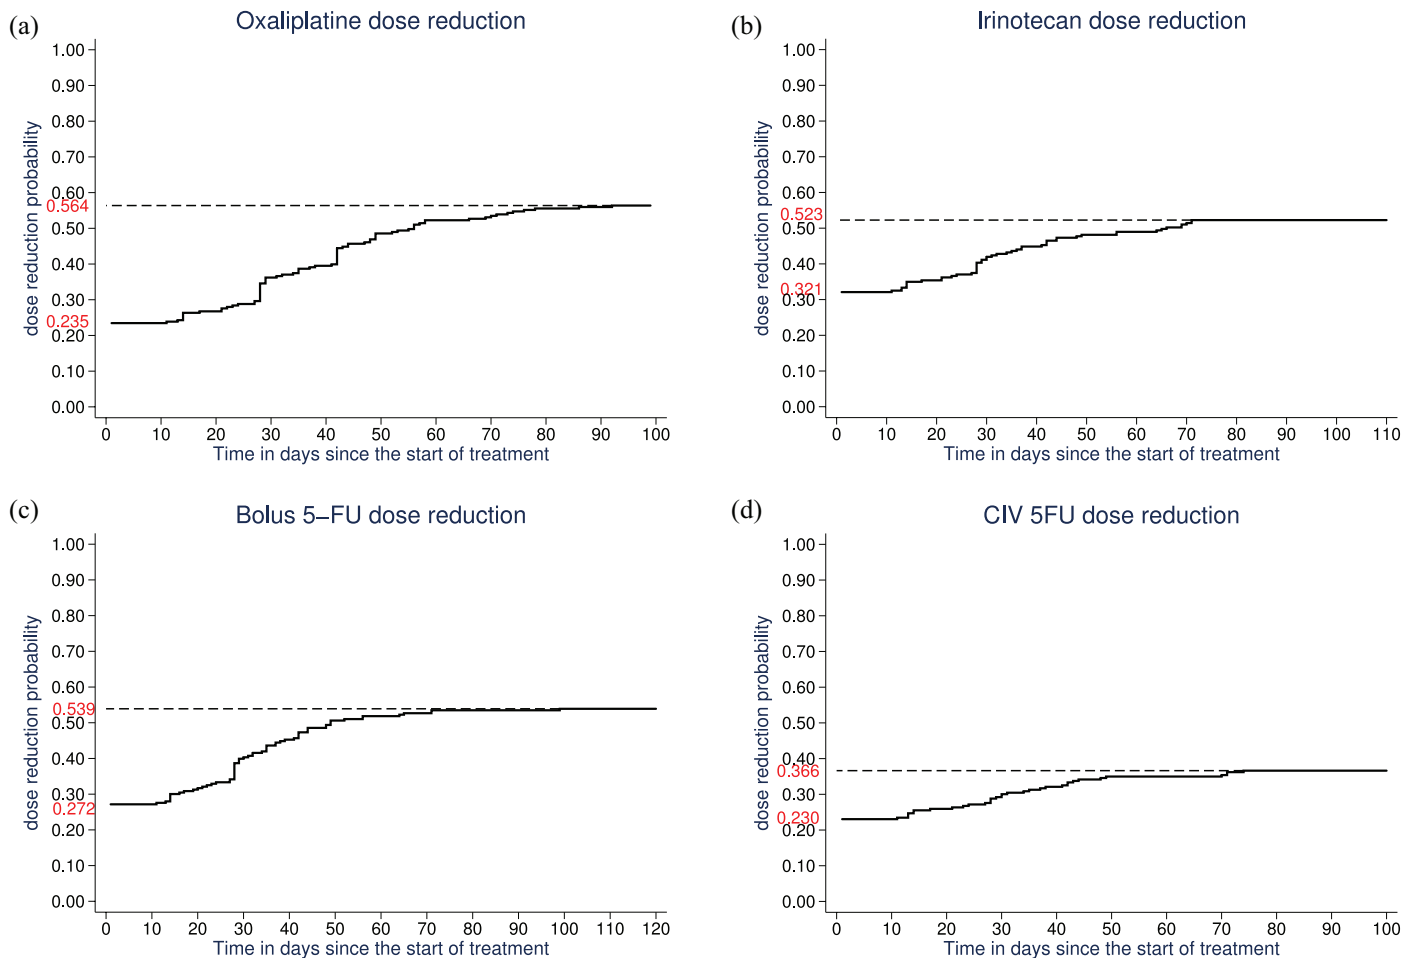 (a)
Oxaliplatine dose reduction
dose reduction probability
1.00
0.90
0.80
0.70
0.60
0.564
0.50
0.40
0.30
0.235
0.20
0.10
0.00
0 10 20 30 40 50 60 70 80 90 100
Time in days since the start of treatment
(b)
Irinotecan dose reduction
dose reduction probability
1.00
0.90
0.80
0.70
0.60
0.523
0.50
0.40
0.321
0.30
0.20
0.10
0.00
0 10 20 30 40 50 60 70 80 90 100 110
Time in days since the start of treatment
(c)
Bolus 5–FU dose reduction
dose reduction probability
1.00
0.90
0.80
0.70
0.60
0.539
0.50
0.40
0.30
0.272
0.20
0.10
0.00
0 10 20 30 40 50 60 70 80 90 100 110 120
Time in days since the start of treatment
(d)
CIV 5FU dose reduction
dose reduction probability
1.00
0.90
0.80
0.70
0.60
0.50
0.40
0.366
0.30
0.230
0.20
0.10
0.00
0 10 20 30 40 50 60 70 80 90 100
Time in days since the start of treatment